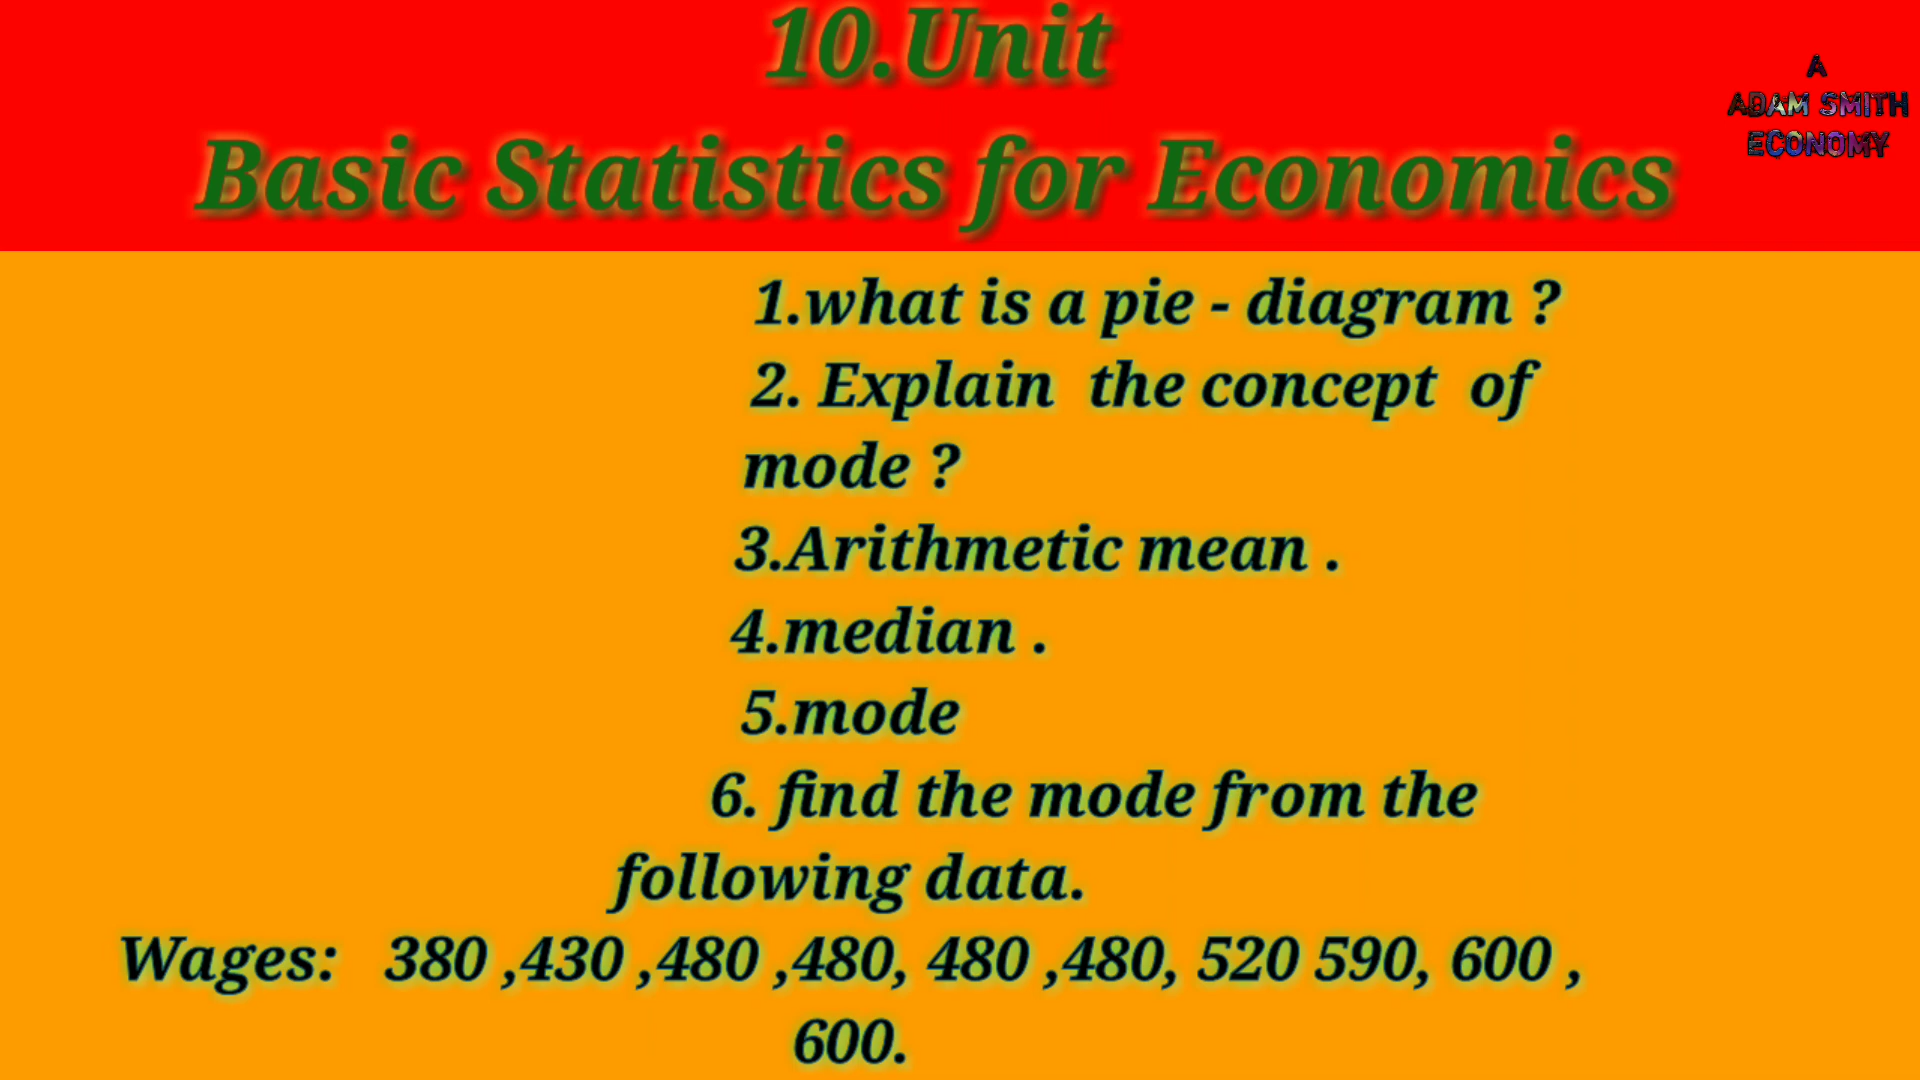 10.Unit
Basic Statistics for Economics
A
ADAM SMITH
ECONOMY
1.what is a pie - diagram ?
2. Explain the concept of
mode ?
3.Arithmetic mean .
4.median .
5.mode
6. find the mode from the
following data.
Wages: 380 ,430 ,480 ,480, 480 ,480, 520 590, 600 ,
600.